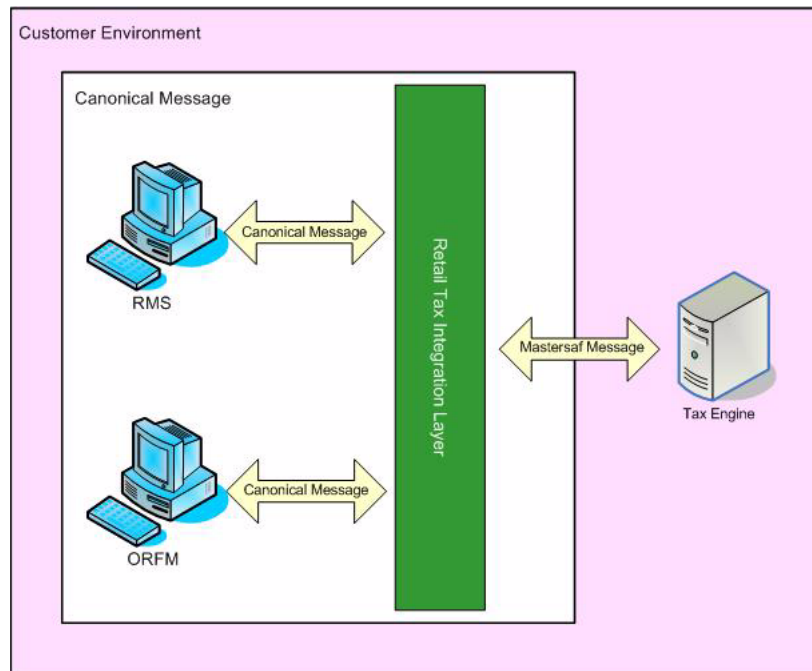 Customer Environment
Canonical Message
Canonical Message
RMS
Retail Tax Integration Layer
Mastersaf Message
Tax Engine
Canonical Message
ORFM